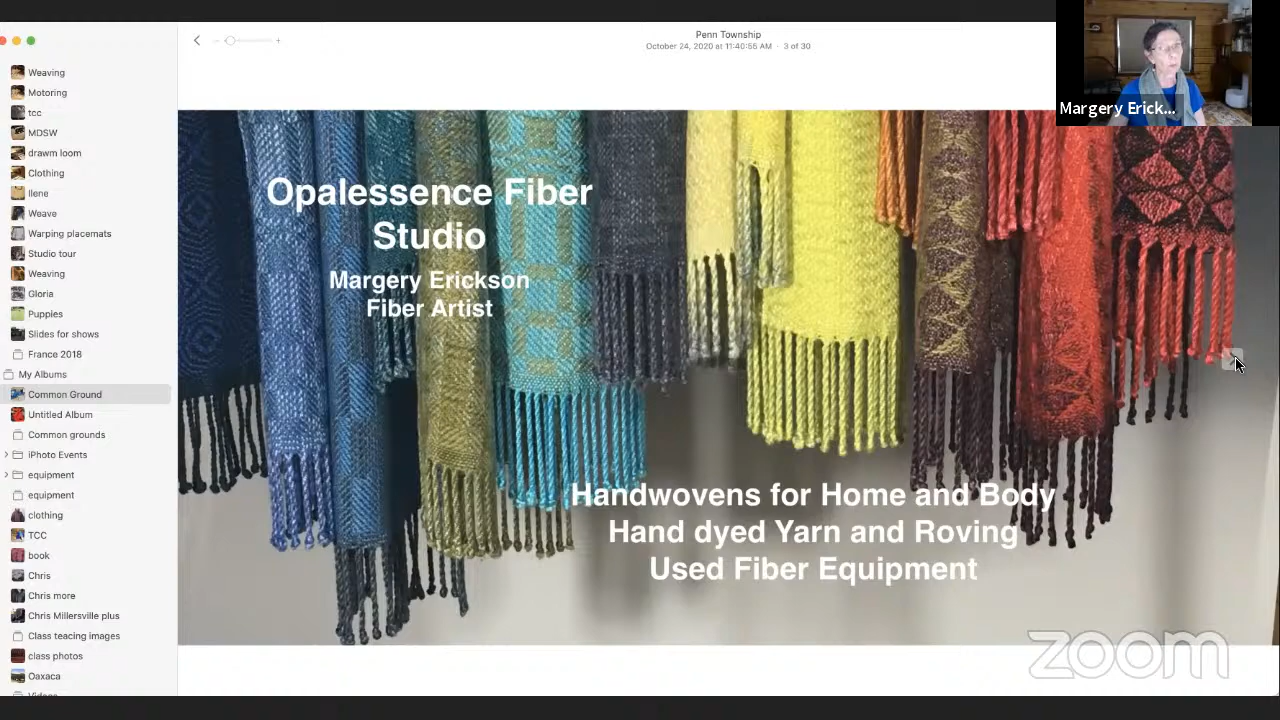 Penn Township
October 24, 2020 at 11:40:55 AM - 3 of 30
Margery Erick...
Weaving
Motoring
tcc
MDSW
drawm loom
Clothing
Ilene
Weave
Warping placemats
Studio tour
Weaving
Gloria
Puppies
Slides for shows
France 2018
My Albums
Common Ground
Untitled Album
Common grounds
iPhoto Events
equipment
equipment
clothing
TCC
book
Chris
Chris more
Chris Millersville plus
Class teacing images
class photos
Oaxaca
Videos
Opalessence Fiber
Studio
Margery Erickson
Fiber Artist
Handwovens for Home and Body
Hand dyed Yarn and Roving
Used Fiber Equipment
zoom